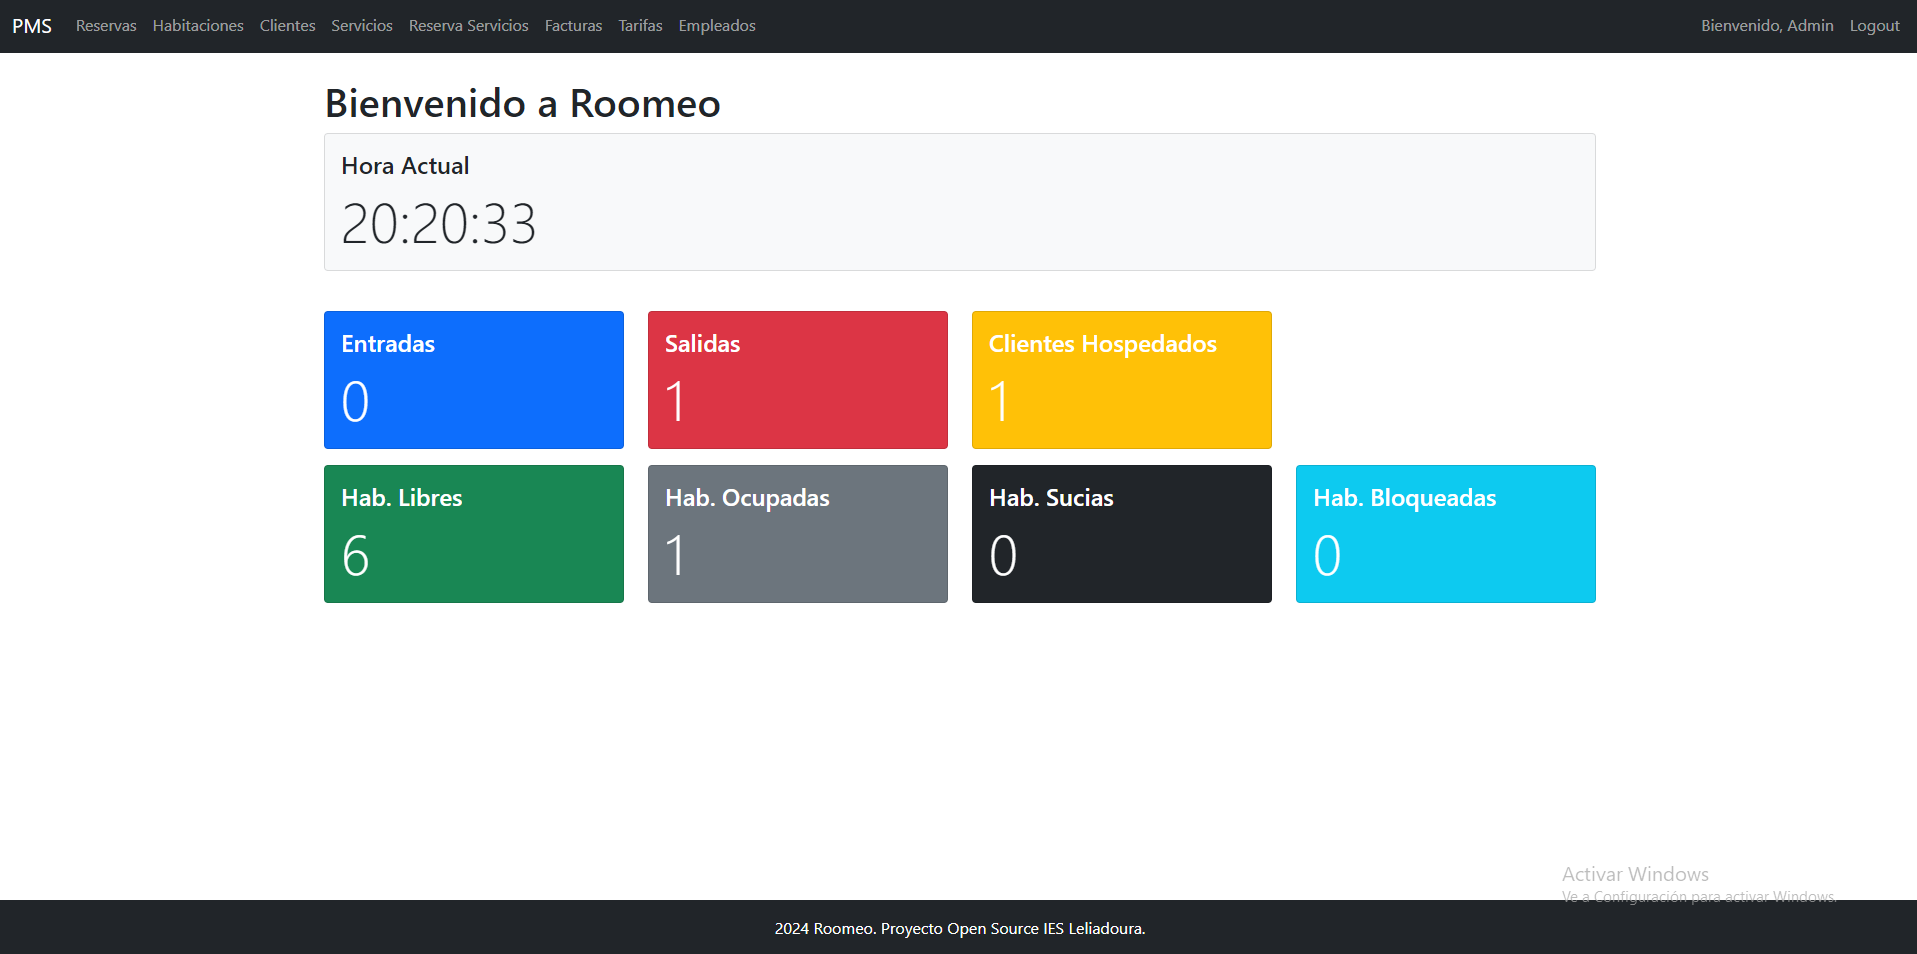 PMS Reservas Habitaciones Clientes Servicios Reserva Servicios Facturas Tarifas Empleados Bienvenido, Admin Logout
Bienvenido a Roomeo
Hora Actual
20:20:33
Entradas
0
Salidas
1
Clientes Hospedados
1
Hab. Libres
6
Hab. Ocupadas
1
Hab. Sucias
0
Hab. Bloqueadas
0
Activar Windows
Ve a Configuración para activar Windows.
2024 Roomeo. Proyecto Open Source IES Leliadoura.